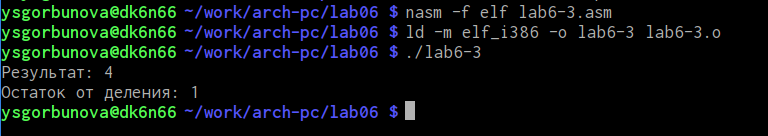 ysgorbunova@dk6n66 ~/work/arch-pc/lab06 $ nasm -f elf lab6-3.asm
ysgorbunova@dk6n66 ~/work/arch-pc/lab06 $ ld -m elf_i386 -o lab6-3 lab6-3.o
ysgorbunova@dk6n66 ~/work/arch-pc/lab06 $ ./lab6-3
Результат: 4
Остаток от деления: 1
ysgorbunova@dk6n66 ~/work/arch-pc/lab06 $